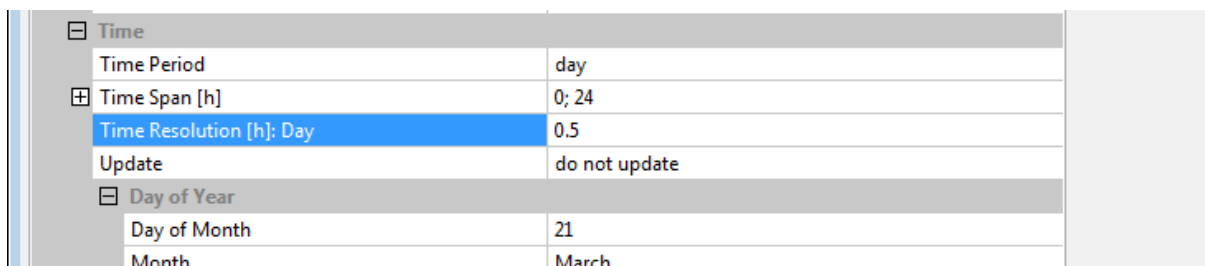 Time
Time Period day
Time Span [h] 0; 24
Time Resolution [h]: Day 0.5
Update do not update
Day of Year
Day of Month 21
Month March